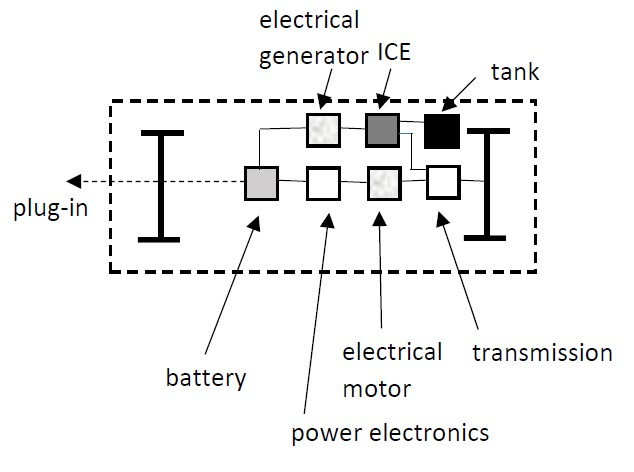 electrical
generator
ICE
tank
plug-in
battery
electrical
motor
transmission
power electronics